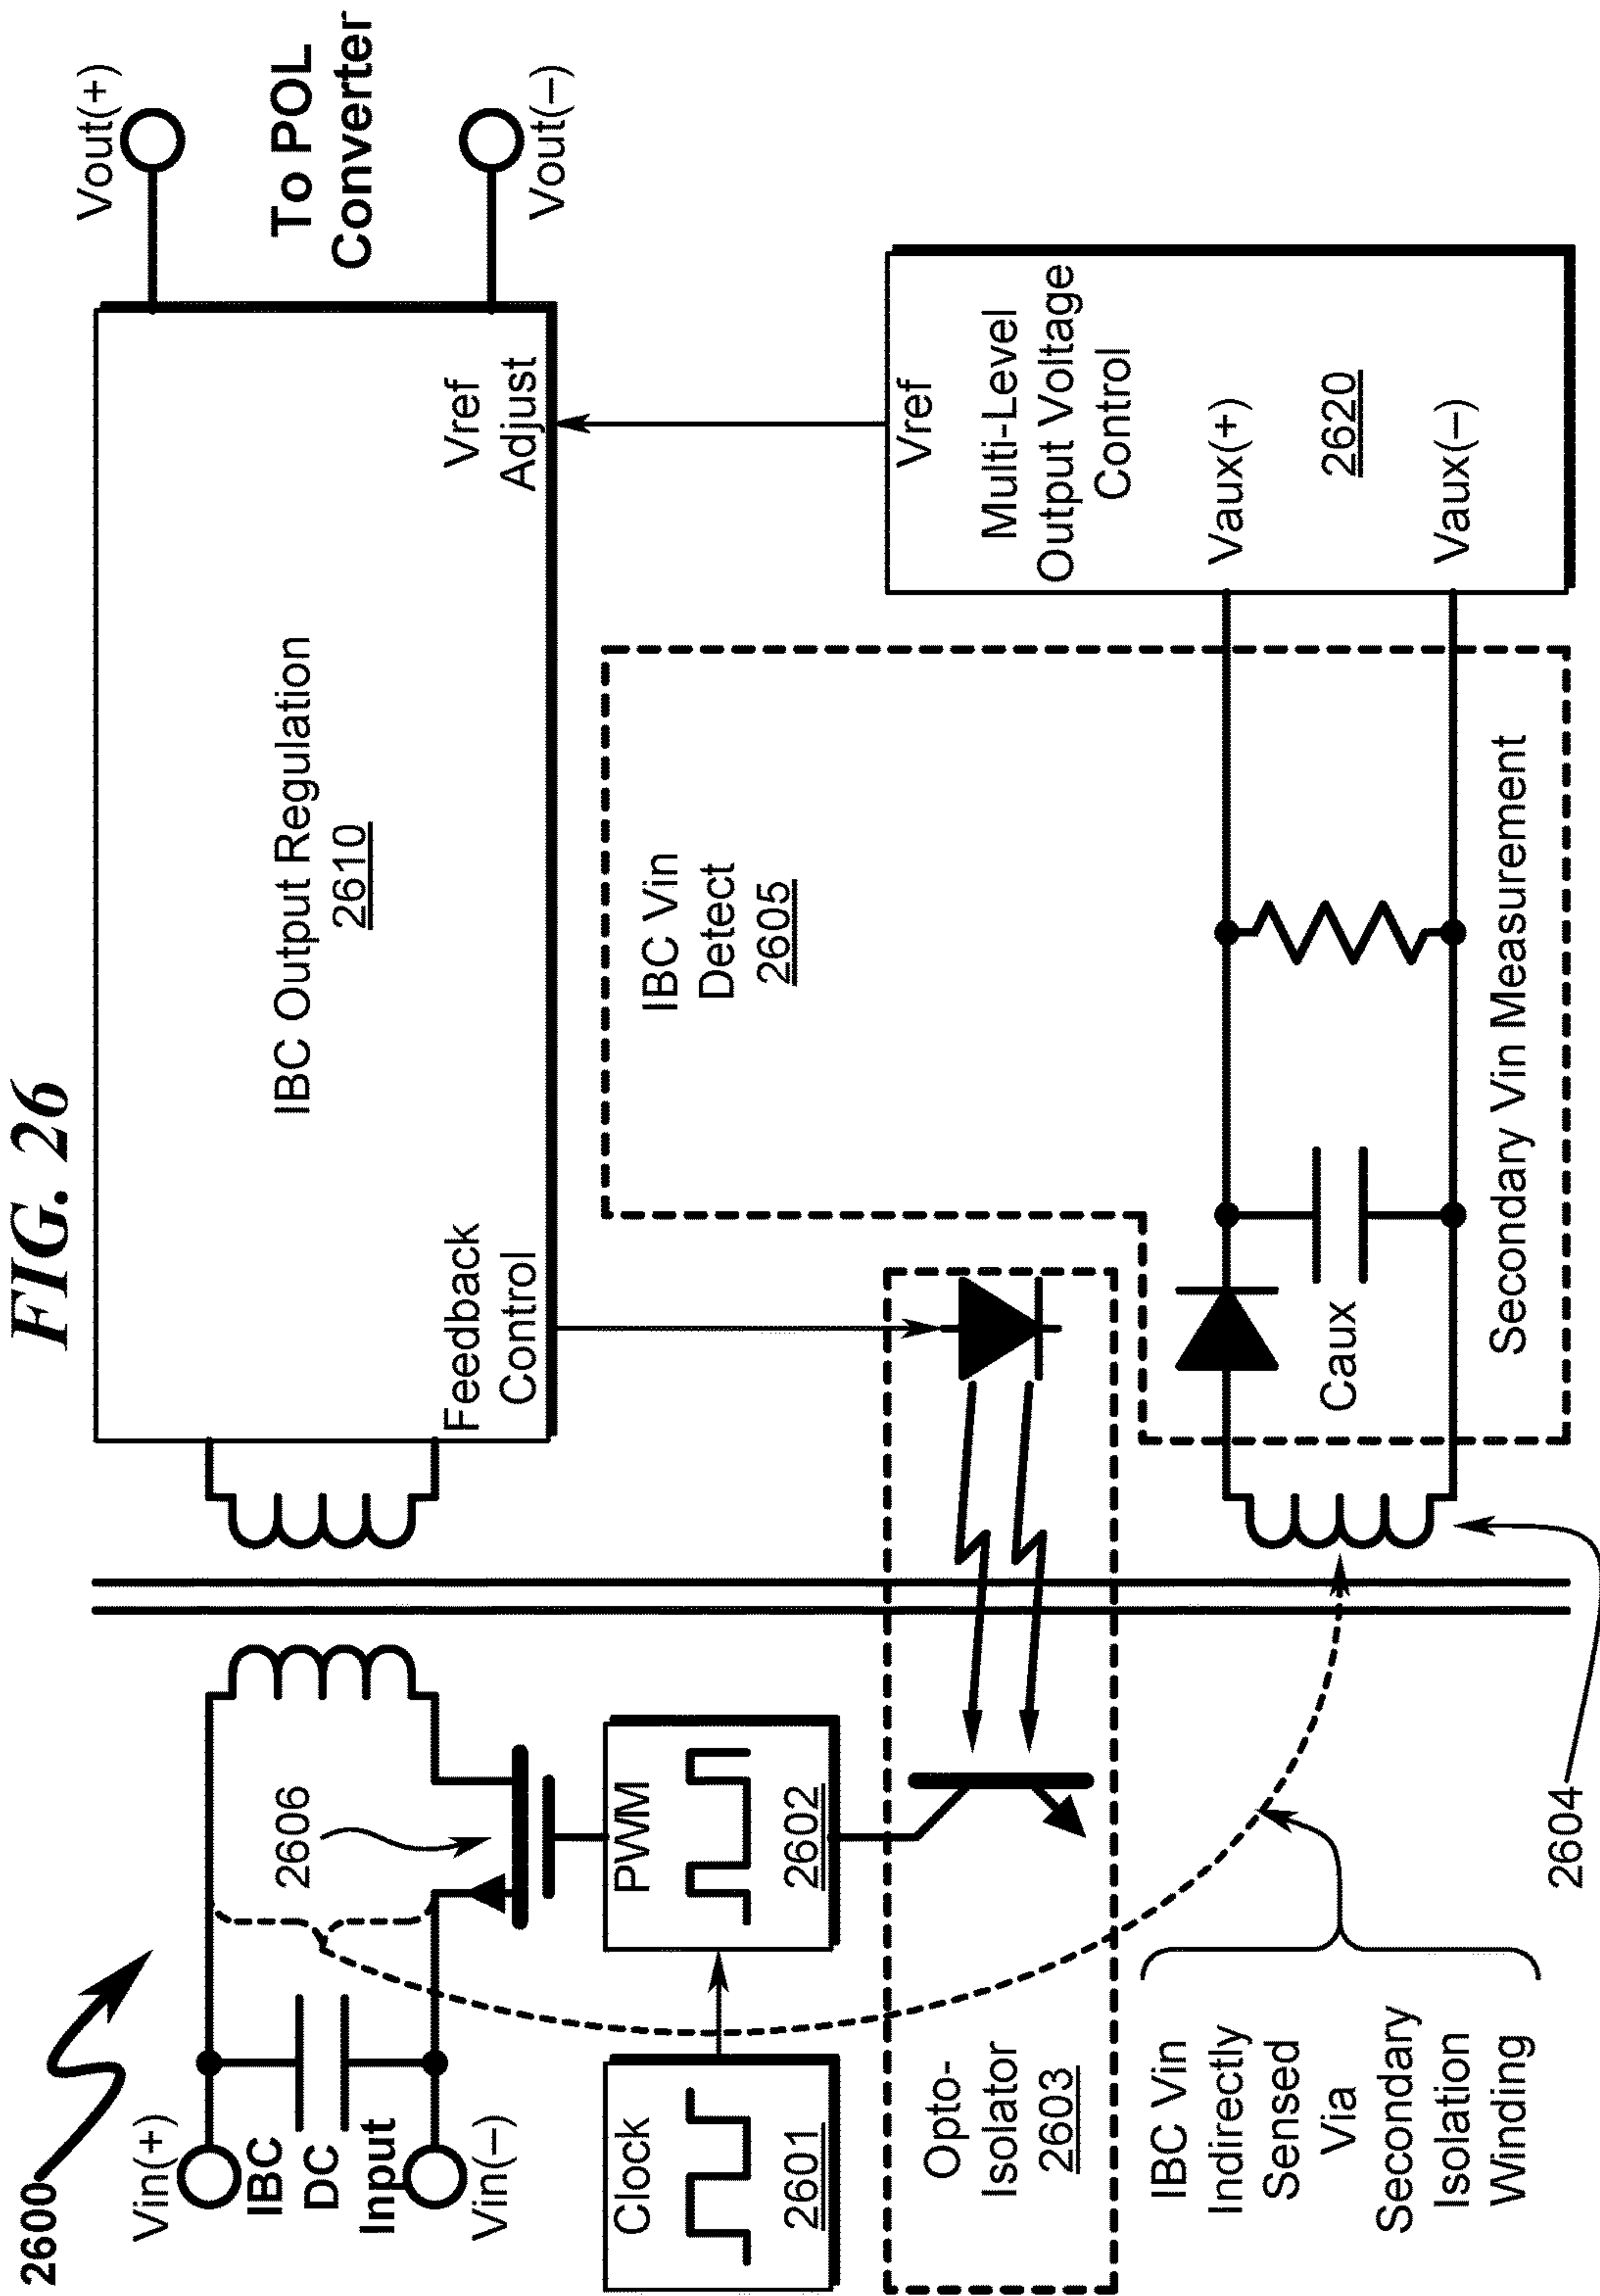 FIG. 26
2600
Vin(+)
IBC
DC
Input
Vin(–)
2606
Clock
2601
PWM
2602
Opto-
Isolator
2603
IBC Vin
Indirectly
Sensed
Via
Secondary
Isolation
Winding
2604
IBC Output Regulation
2610
Feedback
Control
Vref
Adjust
Vout(+)
To POL
Converter
Vout(–)
IBC Vin
Detect
2605
Caux
Secondary Vin Measurement
Vref
Multi-Level
Output Voltage
Control
Vaux(+)
2620
Vaux(–)